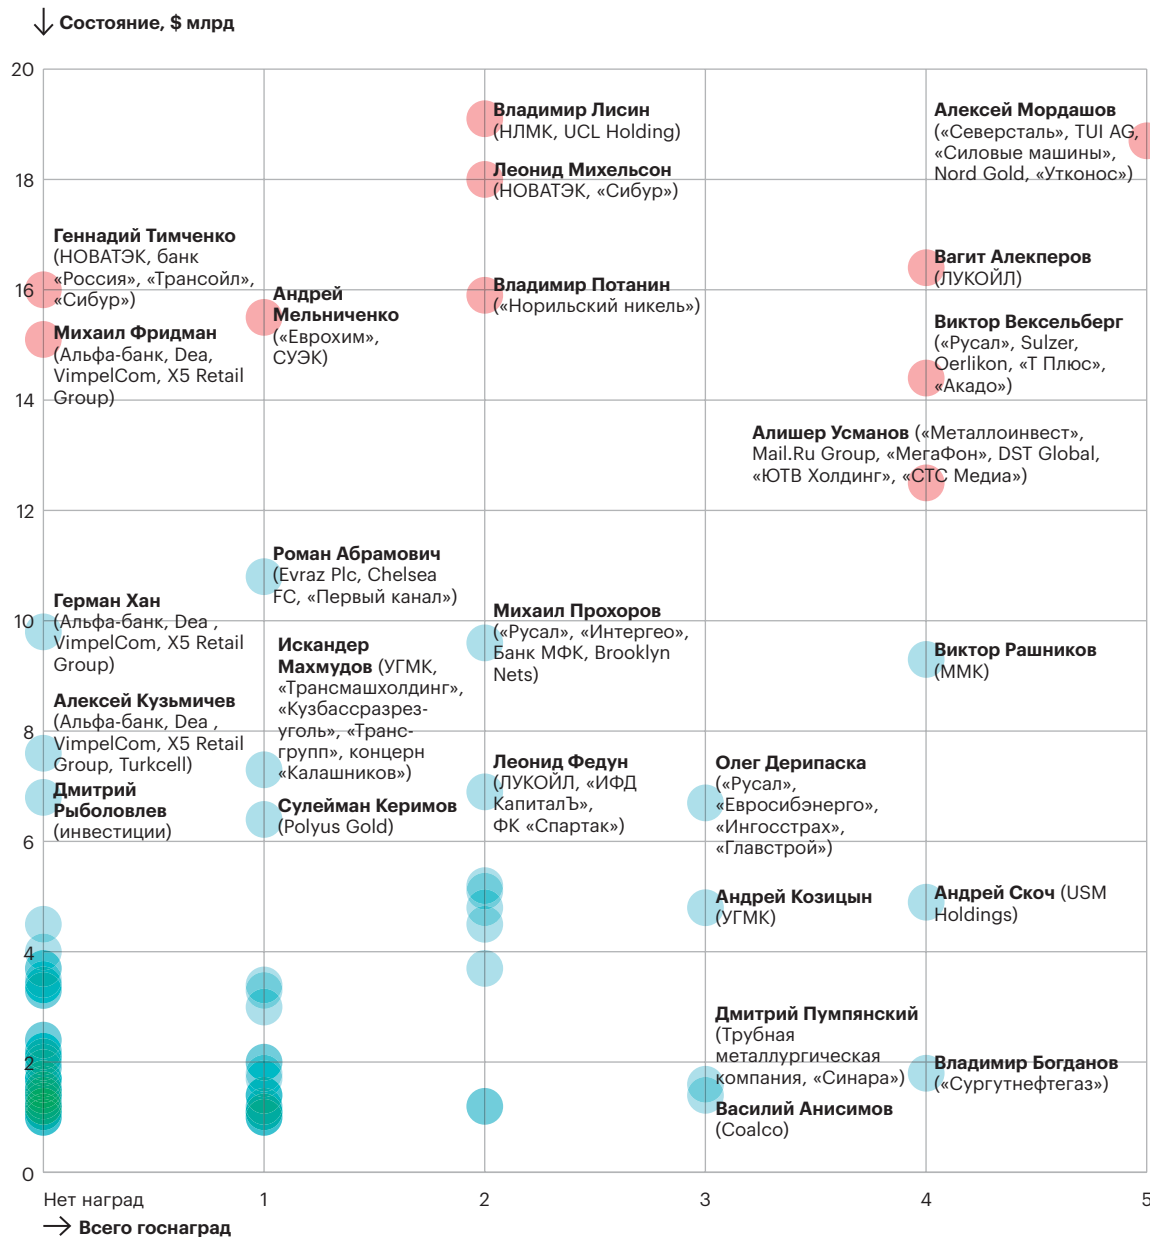 Состояние, $ млрд
20
Владимир Лисин
(НЛМК, UCL Holding)
Алексей Мордашов
(«Северсталь», TUI AG,
«Силовые машины»,
Nord Gold, «Утконос»)
Леонид Михельсон
(НОВАТЭК, «Сибур»)
18
Геннадий Тимченко
(НОВАТЭК, банк
«Россия», «Трансойл»,
«Сибур»)
Вагит Алекперов
(ЛУКОЙЛ)
16
Андрей
Мельниченко
(«Еврохим»,
СУЭК)
Владимир Потанин
(«Норильский никель»)
Михаил Фридман
(Альфа-банк, Dea,
VimpelCom, X5 Retail
Group)
Виктор Вексельберг
(«Русал», Sulzer,
Oerlikon, «Т Плюс»,
«Акадо»)
14
Алишер Усманов («Металлоинвест»,
Mail.Ru Group, «МегаФон», DST Global,
«ЮТВ Холдинг», «СТС Медиа»)
12
Роман Абрамович
(Evraz Plc, Chelsea
FC, «Первый канал»)
Герман Хан
(Альфа-банк, Dea ,
VimpelCom, X5 Retail
Group)
10
Михаил Прохоров
(«Русал», «Интергео»,
Банк МФК, Brooklyn
Nets)
Искандер
Махмудов (УГМК,
«Трансмашхолдинг»,
«Кузбассразрез-
уголь», «Транс-
групп», концерн
«Калашников»)
Виктор Рашников
(ММК)
Алексей Кузьмичев
(Альфа-банк, Dea ,
VimpelCom, X5 Retail
Group, Turkcell)
8
Леонид Федун
(ЛУКОЙЛ, «ИФД
КапиталЪ»,
ФК «Спартак»)
Олег Дерипаска
(«Русал»,
«Евросибэнерго»,
«Ингосстрах»,
«Главстрой»)
Дмитрий
Рыболовлев
(инвестиции)
Сулейман Керимов
(Polyus Gold)
6
Андрей Козицын
(УГМК)
Андрей Скоч (USM
Holdings)
4
Дмитрий Пумпянский
(Трубная
металлургическая
компания, «Синара»)
2
Владимир Богданов
(«Сургутнефтегаз»)
Василий Анисимов
(Coalco)
0
Нет наград
1
2
3
4
5
Всего госнаград